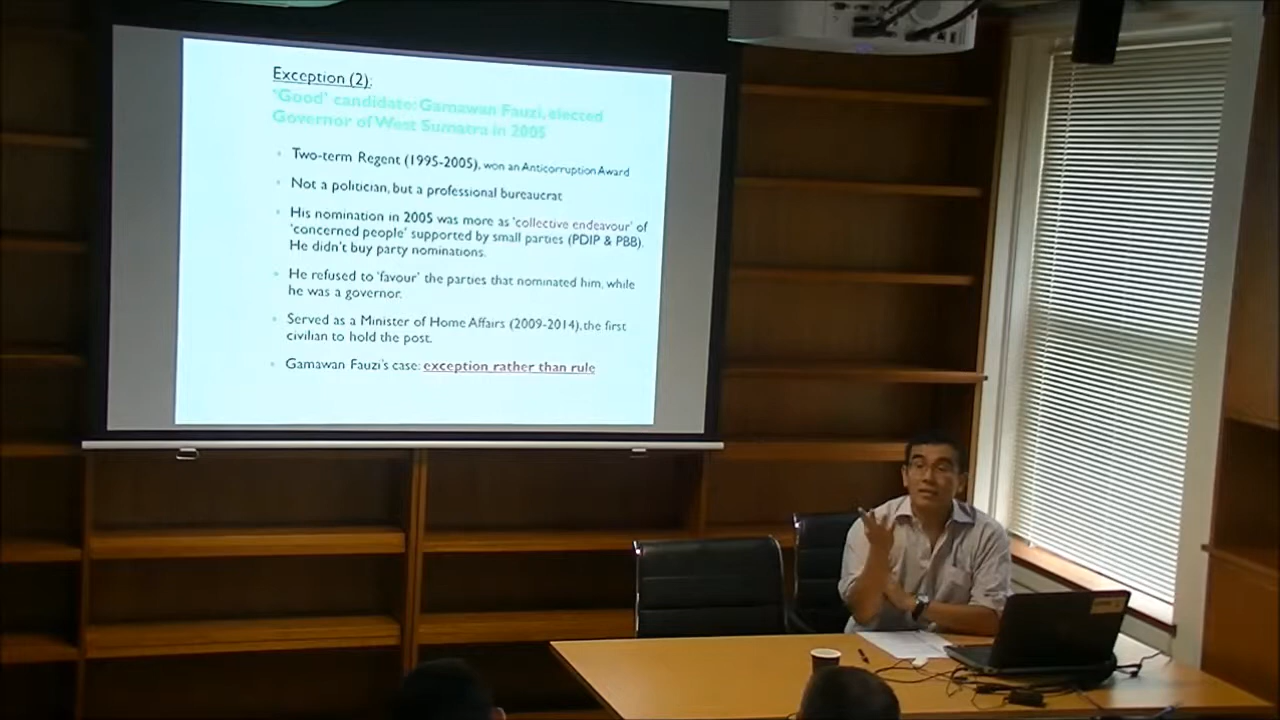 Exception (2):
'Good' candidate: Gamawan Fauzi, elected
Governor of West Sumatra in 2005
Two-term Regent (1995-2005), won an Anticorruption Award
Not a politician, but a professional bureaucrat
His nomination in 2005 was more as 'collective endeavour' of
'concerned people' supported by small parties (PDIP & PBB).
He didn't buy party nominations.
He refused to 'favour' the parties that nominated him, while
he was a governor.
Served as a Minister of Home Affairs (2009-2014), the first
civilian to hold the post.
Gamawan Fauzi's case: exception rather than rule